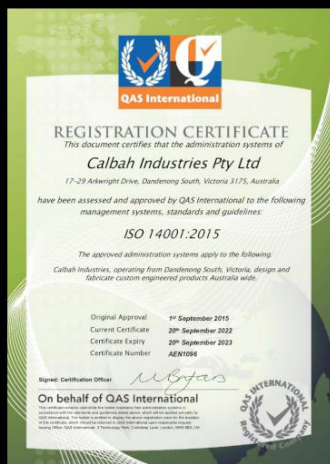 QAS International
REGISTRATION CERTIFICATE
This document certifies that the administration systems of
Calbah Industries Pty Ltd
17-29 Arkwright Drive, Dandenong South, Victoria 3175, Australia
have been assessed and approved by QAS International to the following
management systems, standards and guidelines:
ISO 14001:2015
The approved administration systems apply to the following:
Calbah Industries, operating from Dandenong South, Victoria, design and
fabricate custom engineered products Australia wide.
Original Approval 1st September 2015
Current Certificate 20th September 2022
Certificate Expiry 20th September 2023
Certificate Number AEN1096
Signed: Certification Officer
On behalf of QAS International
QAS INTERNATIONAL
Registered Company